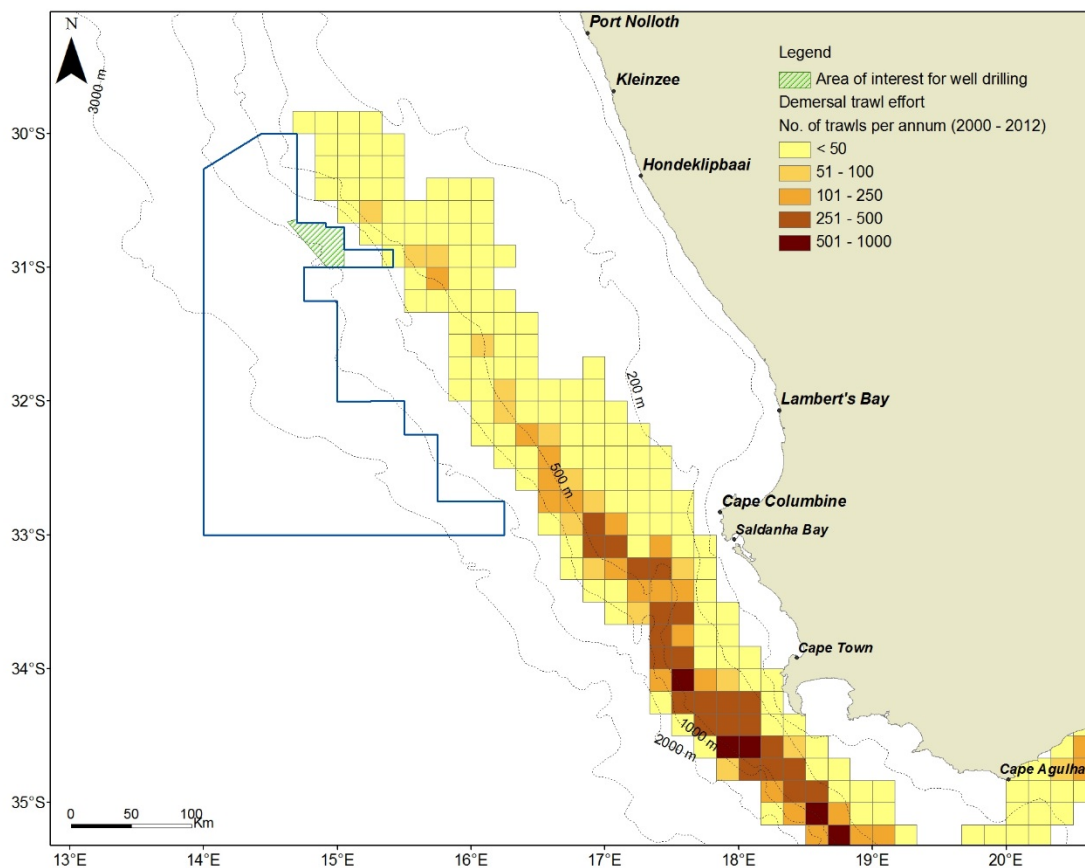 N
3000 m
Port Nolloth
Kleinzee
Hondeklipbaai
Legend
Area of interest for well drilling
Demersal trawl effort
No. of trawls per annum (2000 - 2012)
< 50
51 - 100
101 - 250
251 - 500
501 - 1000
200 m
Lambert's Bay
500 m
Cape Columbine
Saldanha Bay
Cape Town
1000 m
2000 m
Cape Agulha
30°S
31°S
32°S
33°S
34°S
35°S
0 50 100
Km
13°E 14°E 15°E 16°E 17°E 18°E 19°E 20°E